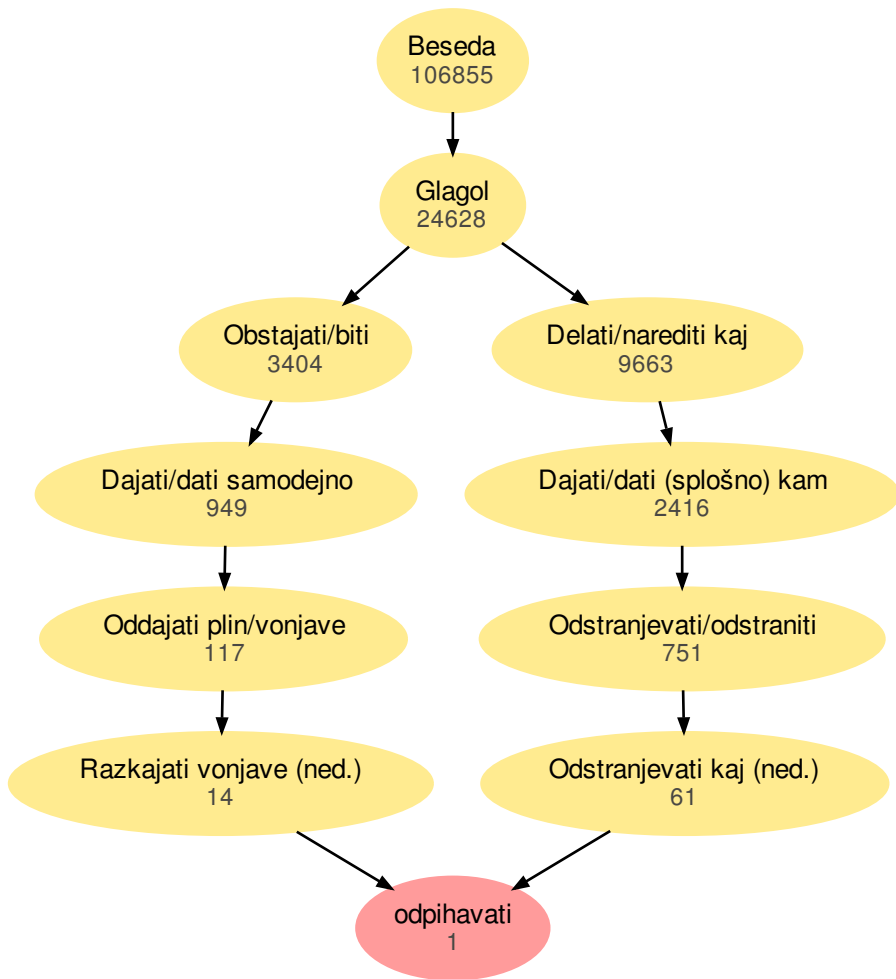 Beseda
106855
Glagol
24628
Obstajati/biti
3404
Delati/narediti kaj
9663
Dajati/dati samodejno
949
Dajati/dati (splošno) kam
2416
Oddajati plin/vonjave
117
Odstranjevati/odstraniti
751
Razkajati vonjave (ned.)
14
Odstranjevati kaj (ned.)
61
odpihavati
1